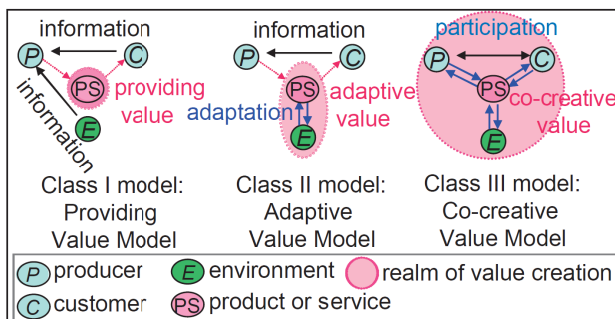 information
P
C
PS
providing
value
information
E
Class I model:
Providing
Value Model
information
P
C
PS
adaptation
adaptive
value
E
Class II model:
Adaptive
Value Model
participation
P
C
PS
co-creative
value
E
Class III model:
Co-creative
Value Model
P producer
E environment
realm of value creation
C customer
PS product or service